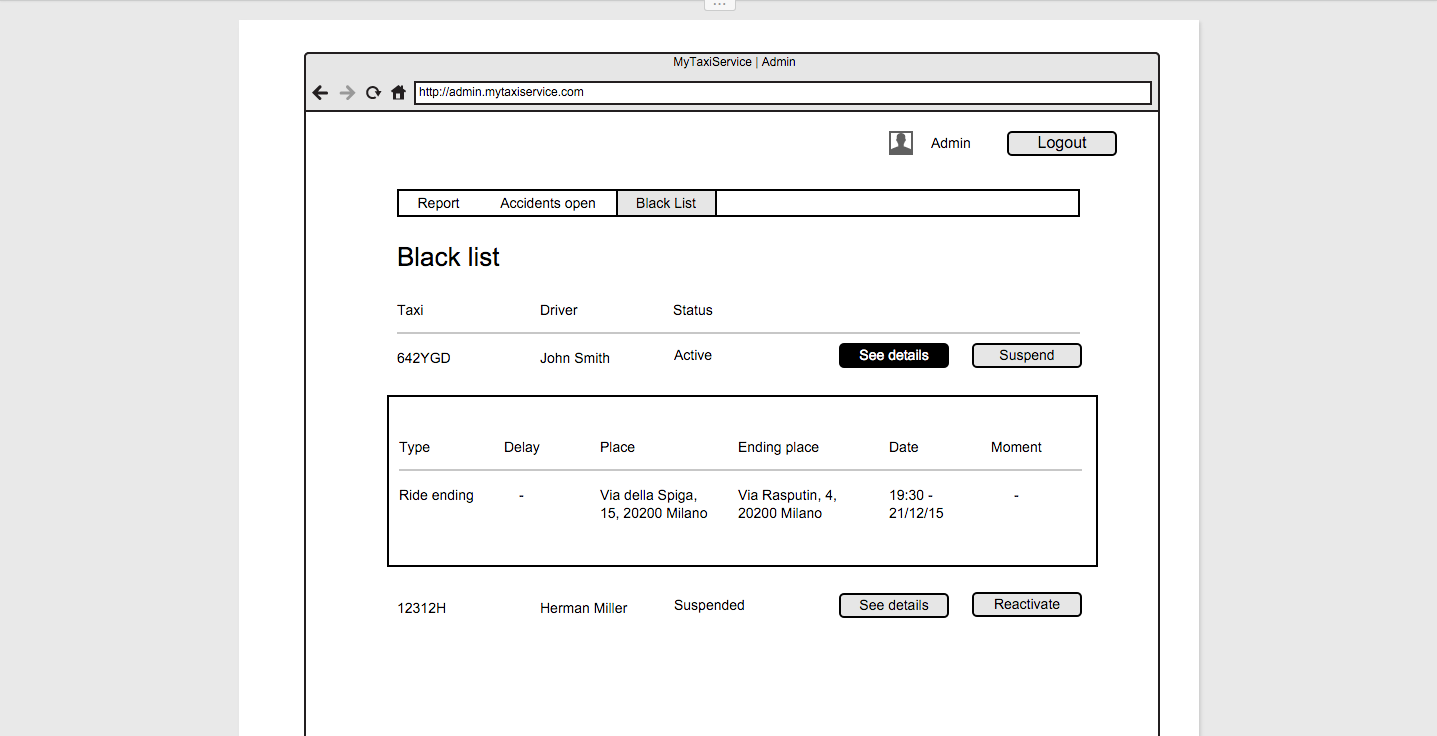 MyTaxiService | Admin
http://admin.mytaxiservice.com
Admin Logout
Report Accidents open Black List
Black list
Taxi Driver Status
642YGD John Smith Active See details Suspend
Type Delay Place Ending place Date Moment
Ride ending - Via della Spiga, Via Rasputin, 4, 19:30 - -
15, 20200 Milano 20200 Milano 21/12/15
12312H Herman Miller Suspended See details Reactivate